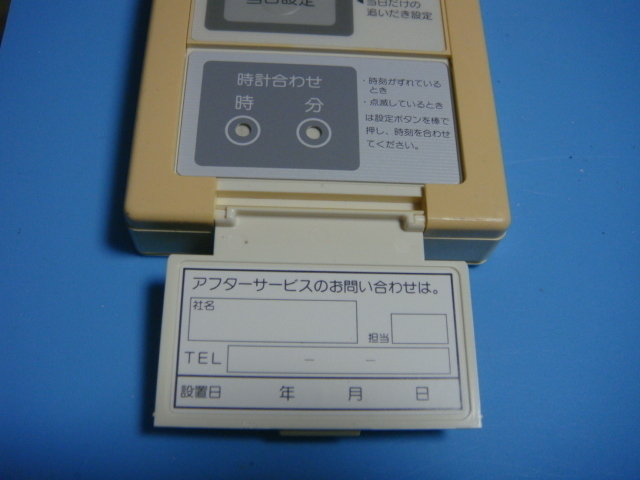 当日設定
当日だけの
追いだき設定
時計合わせ
時 分
・時刻がずれている
とき
・点滅しているとき
は設定ボタンを棒で
押し、時刻を合わせ
てください。
アフターサービスのお問い合わせは。
社名
担当
TEL － －
設置日 年 月 日